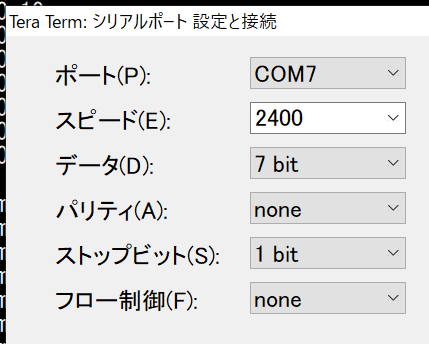 Tera Term: シリアルポート 設定と接続
ポート(P): COM7
スピード(E): 2400
データ(D): 7 bit
パリティ(A): none
ストップビット(S): 1 bit
フロー制御(F): none